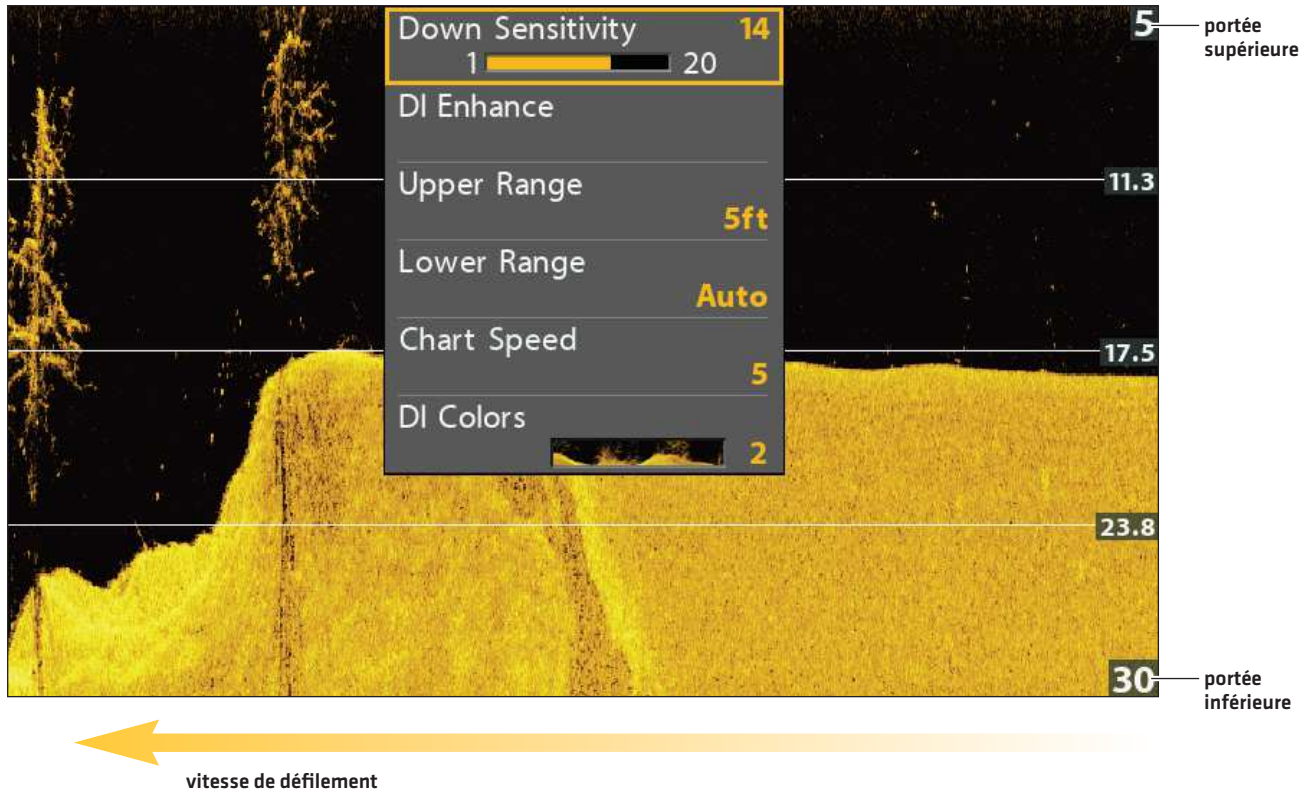 Down Sensitivity 14
1 20
DI Enhance
Upper Range
5ft
Lower Range
Auto
Chart Speed
5
DI Colors
2
5
11.3
17.5
23.8
30
portée
supérieure
portée
inférieure
vitesse de défilement